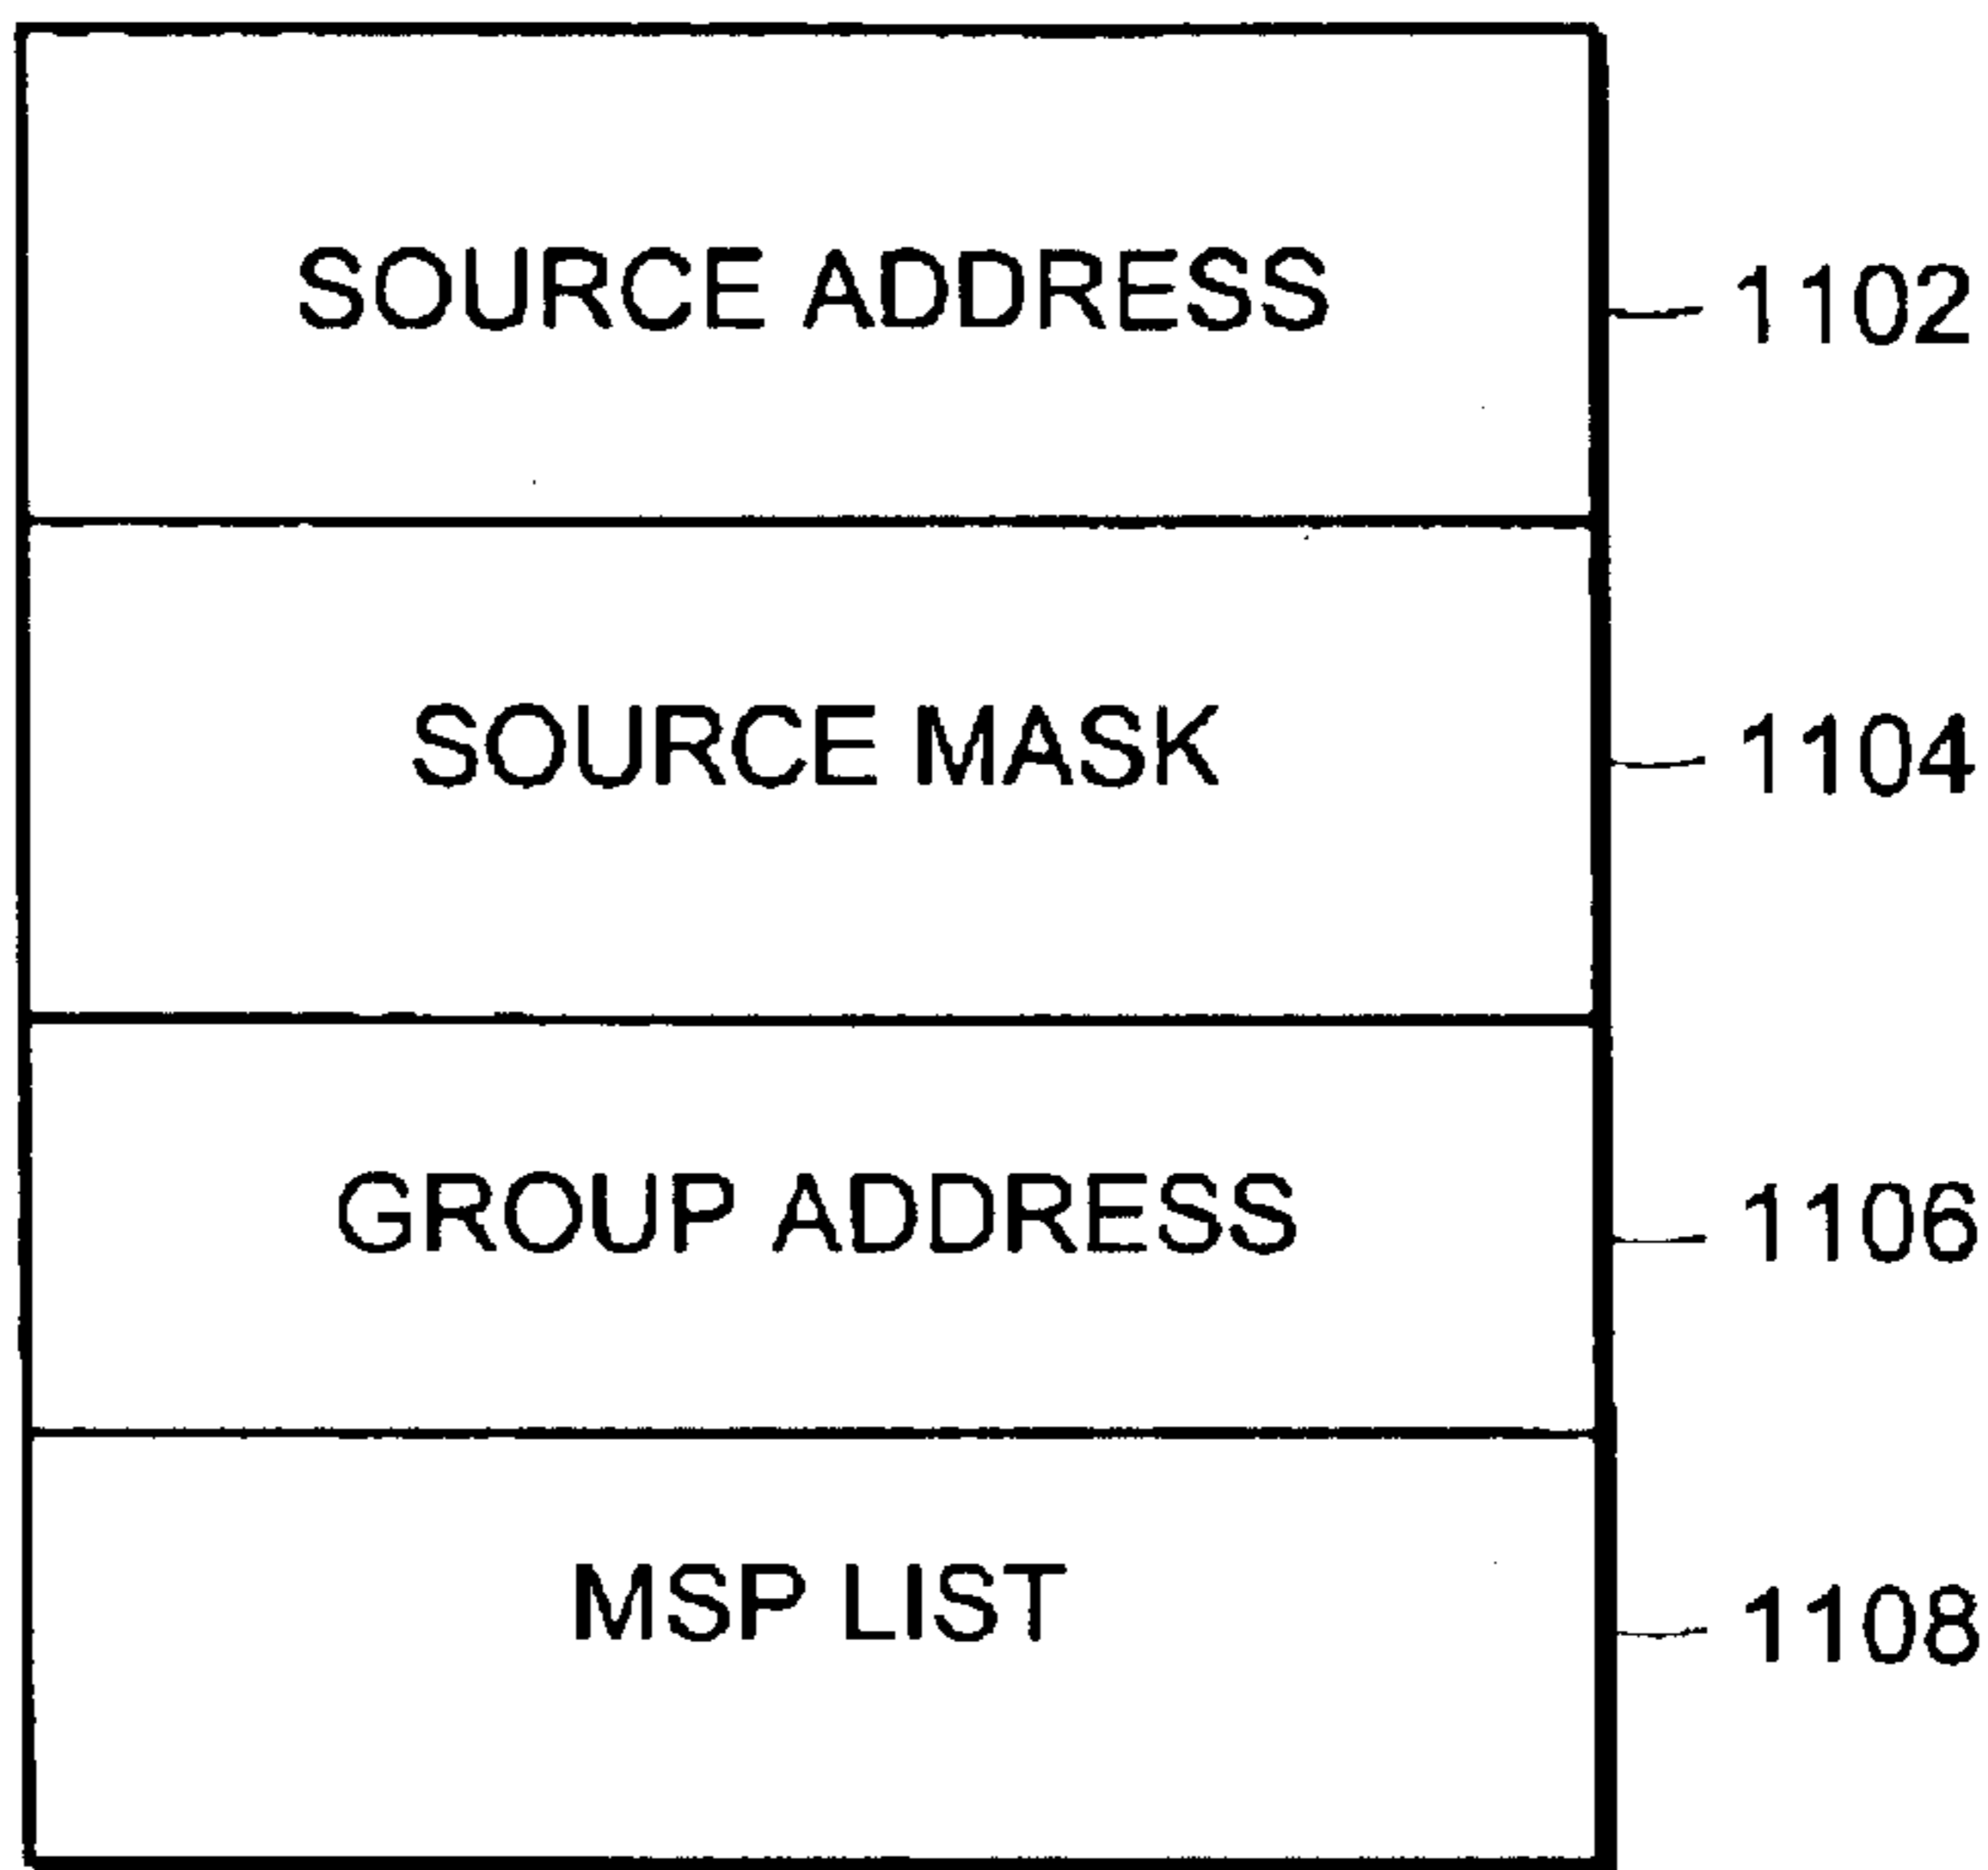 SOURCE ADDRESS 1102
SOURCE MASK 1104
GROUP ADDRESS 1106
MSP LIST 1108